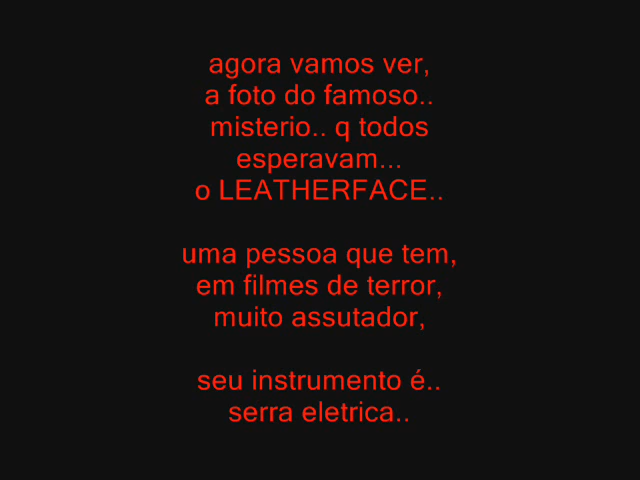 agora vamos ver,
a foto do famoso..
misterio.. q todos
esperavam...
o LEATHERFACE..
uma pessoa que tem,
em filmes de terror,
muito assutador,
seu instrumento é..
serra eletrica..